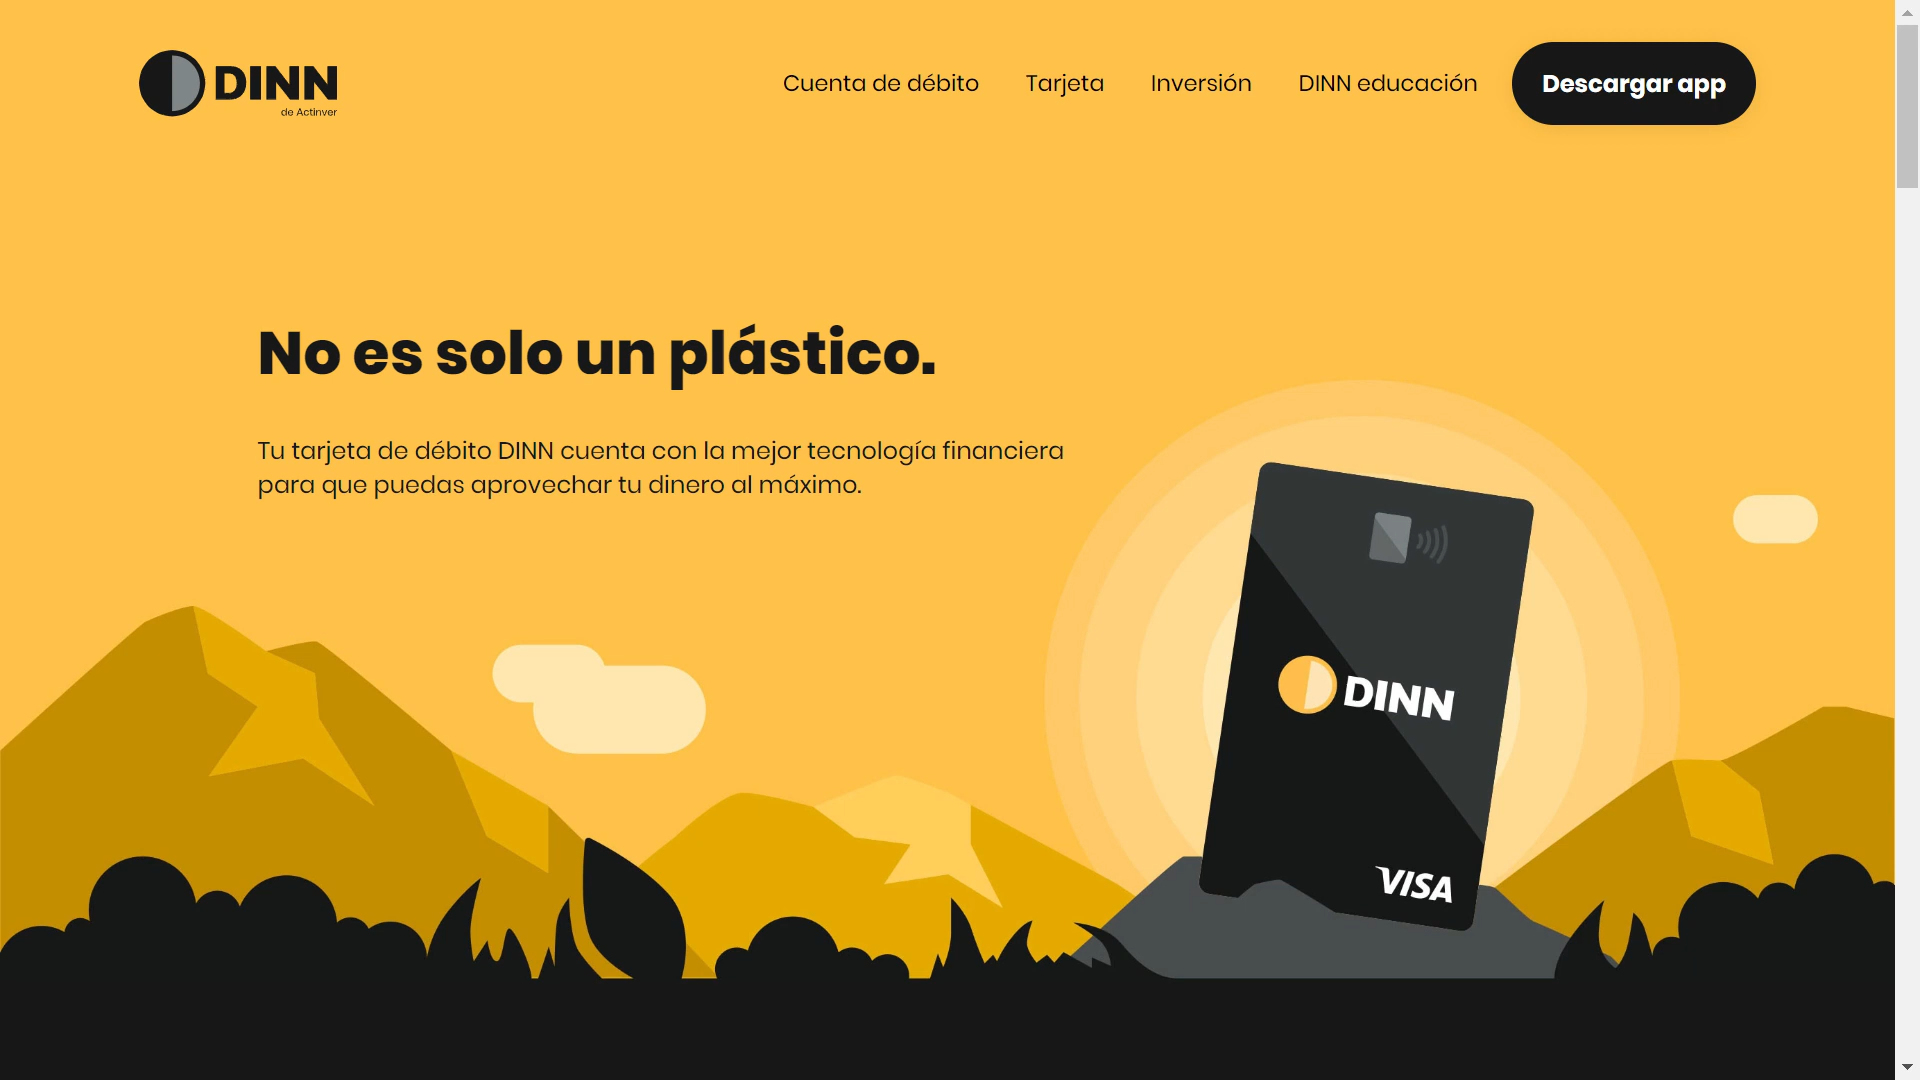 DINN
de Actinver
Cuenta de débito
Tarjeta
Inversión
DINN educación
Descargar app
No es solo un plástico.
Tu tarjeta de débito DINN cuenta con la mejor tecnología financiera
para que puedas aprovechar tu dinero al máximo.
DINN
VISA